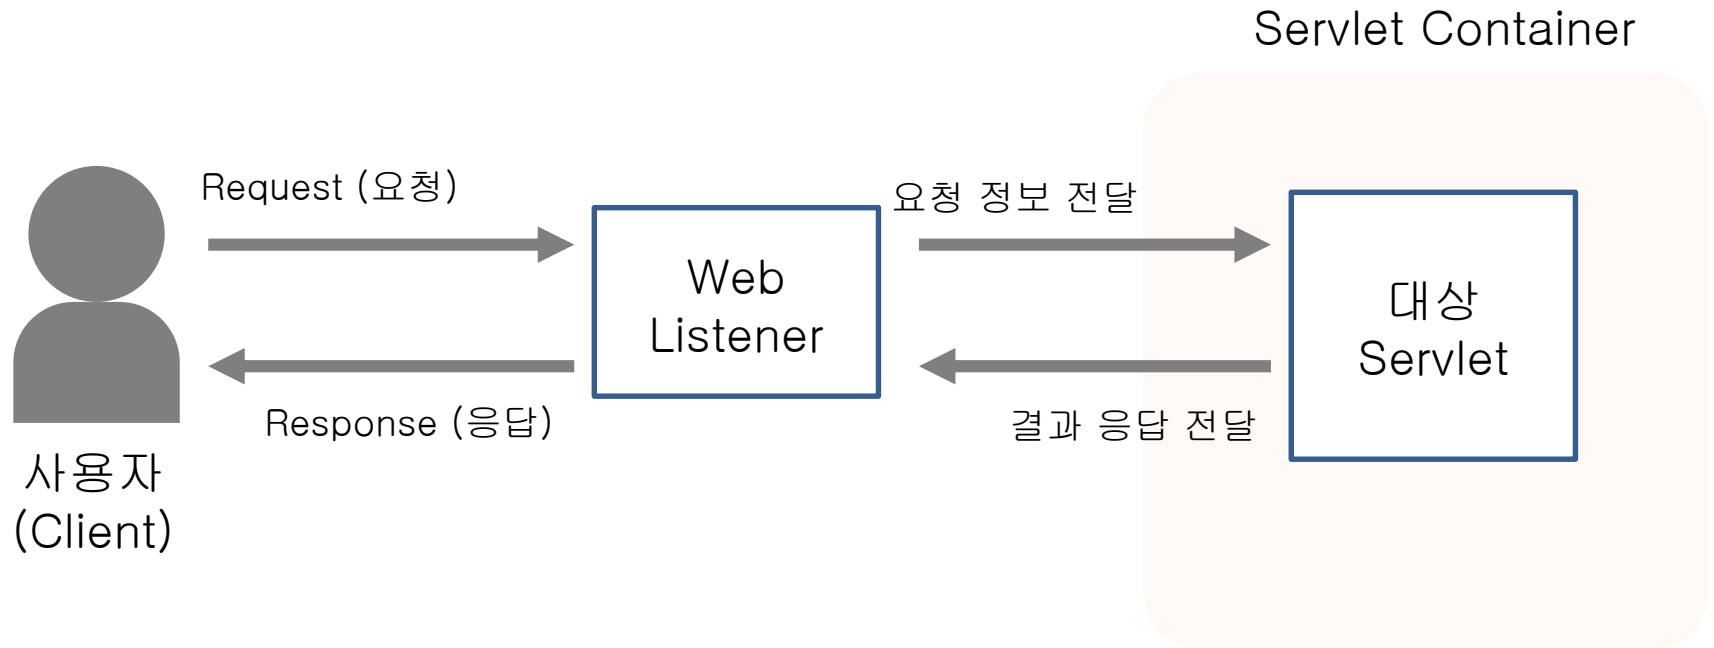 Servlet Container
Request (요청)
요청 정보 전달
Web
Listener
대상
Servlet
Response (응답)
결과 응답 전달
사용자
(Client)